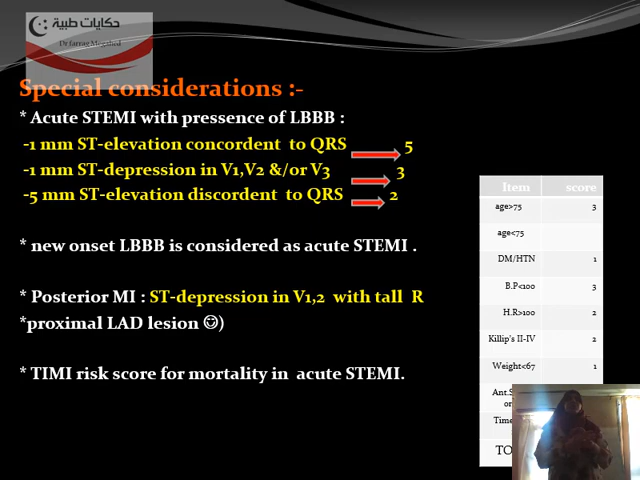 حكايات طبية
Dr farrag Megahed
Special considerations :-
* Acute STEMI with pressence of LBBB :
-1 mm ST-elevation concordent to QRS 5
-1 mm ST-depression in V1,V2 &/or V3 3
-5 mm ST-elevation discordent to QRS 2
* new onset LBBB is considered as acute STEMI .
* Posterior MI : ST-depression in V1,2 with tall R
*proximal LAD lesion ☺)
* TIMI risk score for mortality in acute STEMI.
Item score
age>75 3
age<75
DM/HTN 1
B.P<100 3
H.R>100 2
Killip's II-IV 2
Weight<67 1